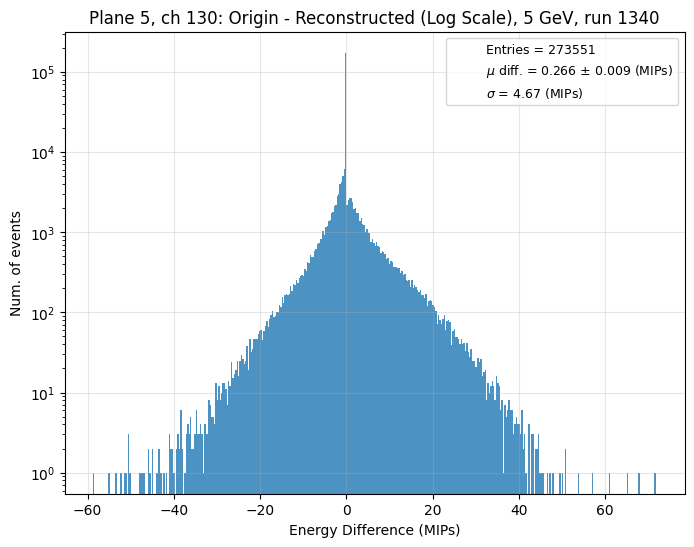 Plane 5, ch 130: Origin - Reconstructed (Log Scale), 5 GeV, run 1340
Entries = 273551
μ diff. = 0.266 ± 0.009 (MIPs)
σ = 4.67 (MIPs)
Num. of events
10⁵
10⁴
10³
10²
10¹
10⁰
−60 −40 −20 0 20 40 60
Energy Difference (MIPs)